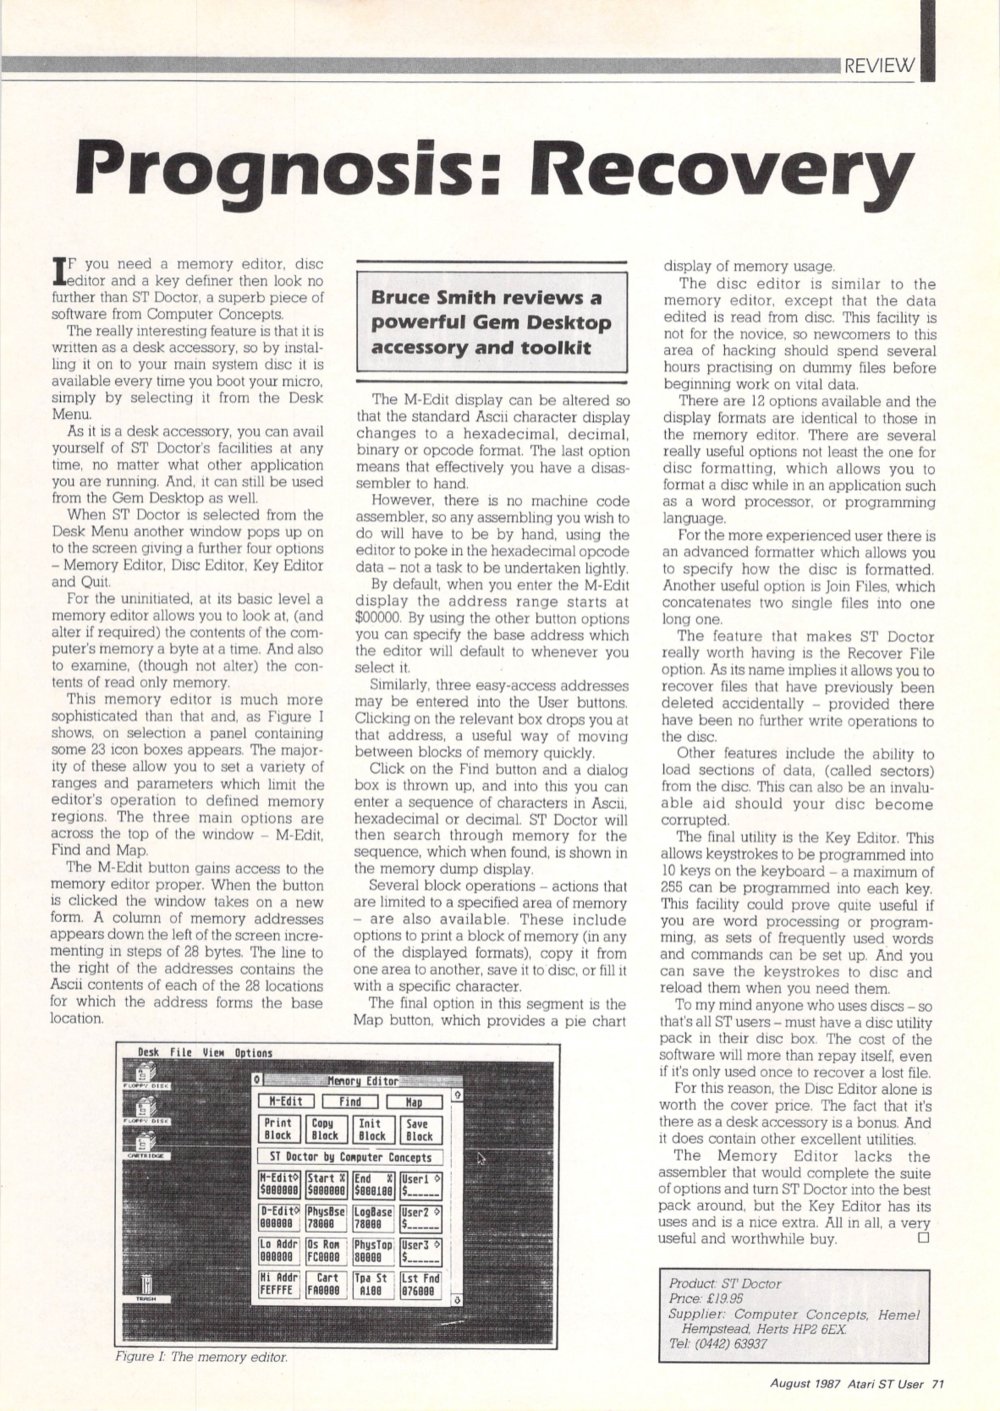 REVIEW
Prognosis: Recovery
IF you need a memory editor, disc
editor and a key definer then look no
further than ST Doctor, a superb piece of
software from Computer Concepts.
The really interesting feature is that it is
written as a desk accessory, so by instal-
ling it on to your main system disc it is
available every time you boot your micro,
simply by selecting it from the Desk
Menu.
As it is a desk accessory, you can avail
yourself of ST Doctor's facilities at any
time, no matter what other application
you are running. And, it can still be used
from the Gem Desktop as well.
When ST Doctor is selected from the
Desk Menu another window pops up on
to the screen giving a further four options
– Memory Editor, Disc Editor, Key Editor
and Quit.
For the uninitiated, at its basic level a
memory editor allows you to look at, (and
alter if required) the contents of the com-
puter's memory a byte at a time. And also
to examine, (though not alter) the con-
tents of read only memory.
This memory editor is much more
sophisticated than that and, as Figure I
shows, on selection a panel containing
some 23 icon boxes appears. The major-
ity of these allow you to set a variety of
ranges and parameters which limit the
editor's operation to defined memory
regions. The three main options are
across the top of the window – M-Edit,
Find and Map.
The M-Edit button gains access to the
memory editor proper. When the button
is clicked the window takes on a new
form. A column of memory addresses
appears down the left of the screen incre-
menting in steps of 28 bytes. The line to
the right of the addresses contains the
Ascii contents of each of the 28 locations
for which the address forms the base
location.
Bruce Smith reviews a
powerful Gem Desktop
accessory and toolkit
The M-Edit display can be altered so
that the standard Ascii character display
changes to a hexadecimal, decimal,
binary or opcode format. The last option
means that effectively you have a disas-
sembler to hand.
However, there is no machine code
assembler, so any assembling you wish to
do will have to be by hand, using the
editor to poke in the hexadecimal opcode
data – not a task to be undertaken lightly.
By default, when you enter the M-Edit
display the address range starts at
$00000. By using the other button options
you can specify the base address which
the editor will default to whenever you
select it.
Similarly, three easy-access addresses
may be entered into the User buttons.
Clicking on the relevant box drops you at
that address, a useful way of moving
between blocks of memory quickly.
Click on the Find button and a dialog
box is thrown up, and into this you can
enter a sequence of characters in Ascii,
hexadecimal or decimal. ST Doctor will
then search through memory for the
sequence, which when found, is shown in
the memory dump display.
Several block operations – actions that
are limited to a specified area of memory
– are also available. These include
options to print a block of memory (in any
of the displayed formats), copy it from
one area to another, save it to disc, or fill it
with a specific character.
The final option in this segment is the
Map button, which provides a pie chart
display of memory usage.
The disc editor is similar to the
memory editor, except that the data
edited is read from disc. This facility is
not for the novice, so newcomers to this
area of hacking should spend several
hours practising on dummy files before
beginning work on vital data.
There are 12 options available and the
display formats are identical to those in
the memory editor. There are several
really useful options not least the one for
disc formatting, which allows you to
format a disc while in an application such
as a word processor, or programming
language.
For the more experienced user there is
an advanced formatter which allows you
to specify how the disc is formatted.
Another useful option is Join Files, which
concatenates two single files into one
long one.
The feature that makes ST Doctor
really worth having is the Recover File
option. As its name implies it allows you to
recover files that have previously been
deleted accidentally – provided there
have been no further write operations to
the disc.
Other features include the ability to
load sections of data, (called sectors)
from the disc. This can also be an invalu-
able aid should your disc become
corrupted.
The final utility is the Key Editor. This
allows keystrokes to be programmed into
10 keys on the keyboard – a maximum of
255 can be programmed into each key.
This facility could prove quite useful if
you are word processing or program-
ming, as sets of frequently used words
and commands can be set up. And you
can save the keystrokes to disc and
reload them when you need them.
To my mind anyone who uses discs – so
that's all ST users – must have a disc utility
pack in their disc box. The cost of the
software will more than repay itself, even
if it's only used once to recover a lost file.
For this reason, the Disc Editor alone is
worth the cover price. The fact that it's
there as a desk accessory is a bonus. And
it does contain other excellent utilities.
The Memory Editor lacks the
assembler that would complete the suite
of options and turn ST Doctor into the best
pack around, but the Key Editor has its
uses and is a nice extra. All in all, a very
useful and worthwhile buy. □
Desk File View Options
FLOPPY DISK
FLOPPY DISK
CARTRIDGE
TRASH
Memory Editor
M-Edit Find Map
Print Copy Init Save
Block Block Block Block
ST Doctor by Computer Concepts
M-Edit◊ Start X End X User1 ◊
$000000 $000000 $000100 $______
D-Edit◊ PhysBse LogBase User2 ◊
000000 78000 78000 $______
Lo Addr Os Rom PhysTop User3 ◊
000000 FC0000 80000 $______
Hi Addr Cart Tpa St Lst Fnd
FEFFFE FA0000 A100 076000
Figure I: The memory editor.
Product: ST Doctor
Price: £19.95
Supplier: Computer Concepts, Hemel
Hempstead, Herts HP2 6EX.
Tel: (0442) 63937
August 1987 Atari ST User 71